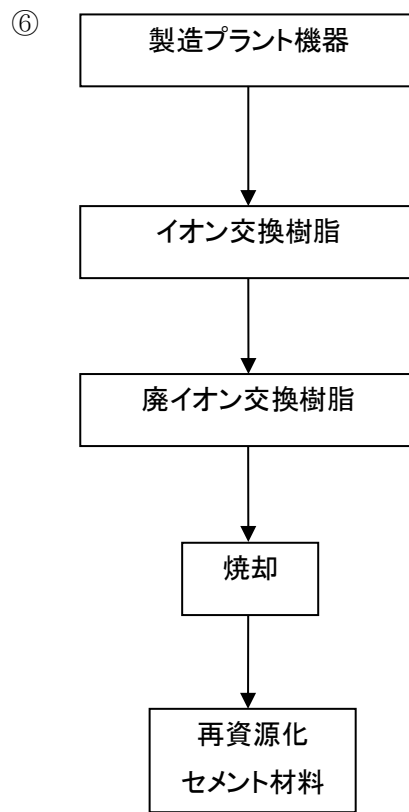 ⑥
製造プラント機器
イオン交換樹脂
廃イオン交換樹脂
焼却
再資源化
セメント材料